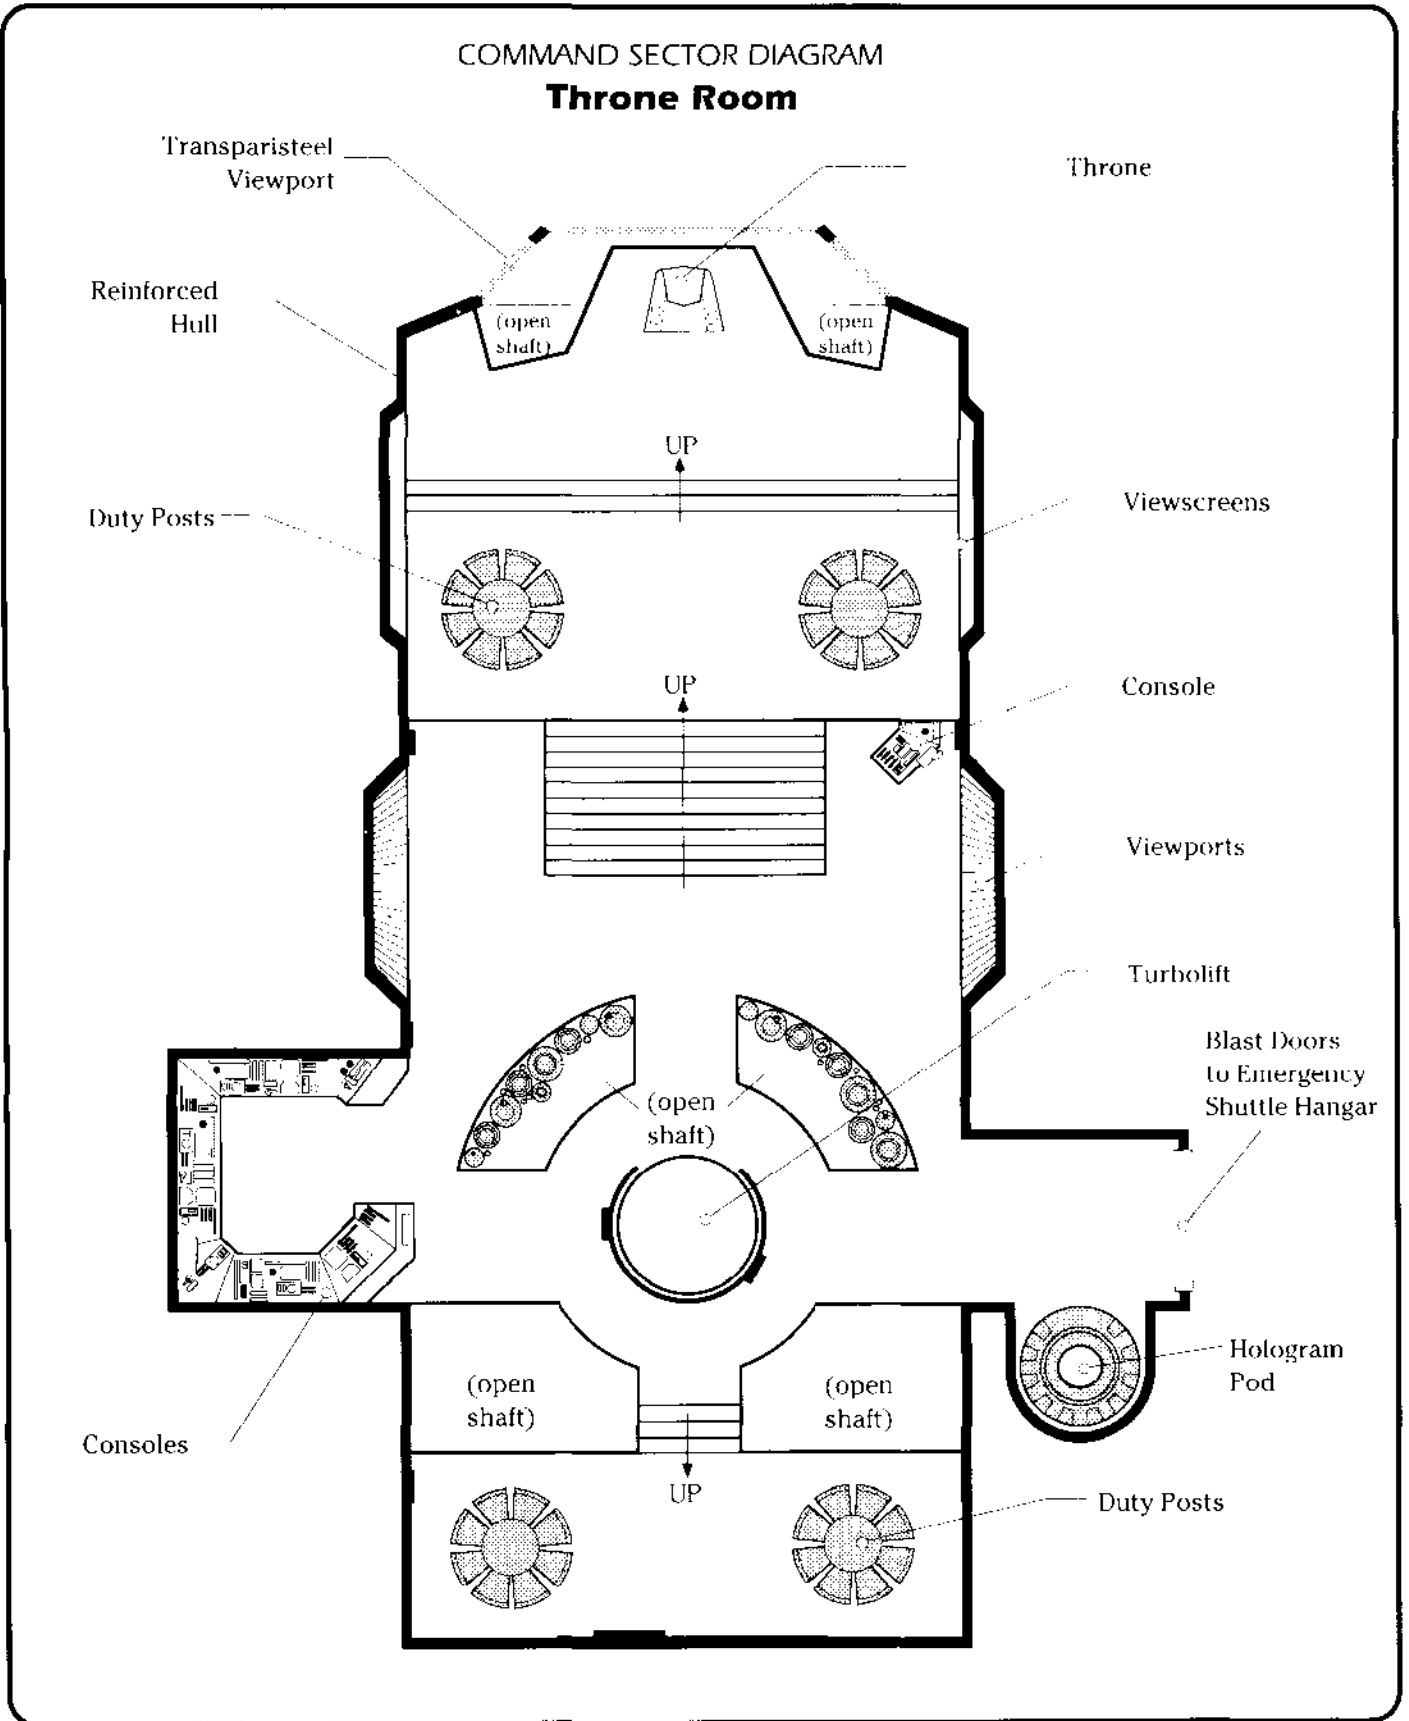 COMMAND SECTOR DIAGRAM
Throne Room
Transparisteel
Viewport
Throne
Reinforced
Hull
(open
shaft)
(open
shaft)
UP
Duty Posts
Viewscreens
UP
Console
Viewports
Turbolift
Blast Doors
to Emergency
Shuttle Hangar
(open
shaft)
Hologram
Pod
(open
shaft)
(open
shaft)
Consoles
UP
Duty Posts